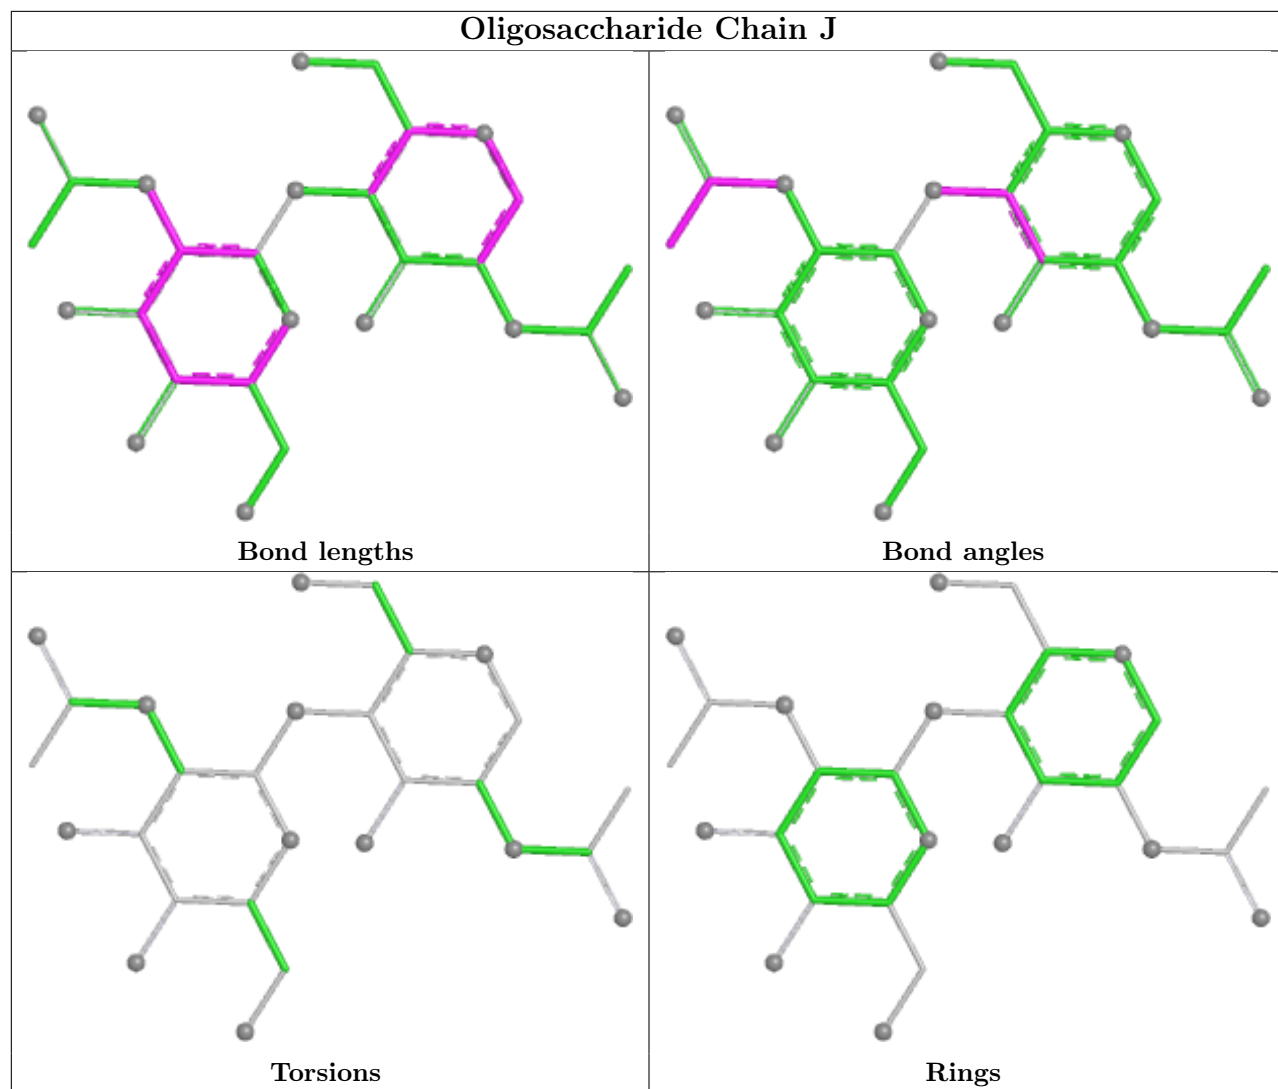 Oligosaccharide Chain J
Bond lengths
Bond angles
Torsions
Rings